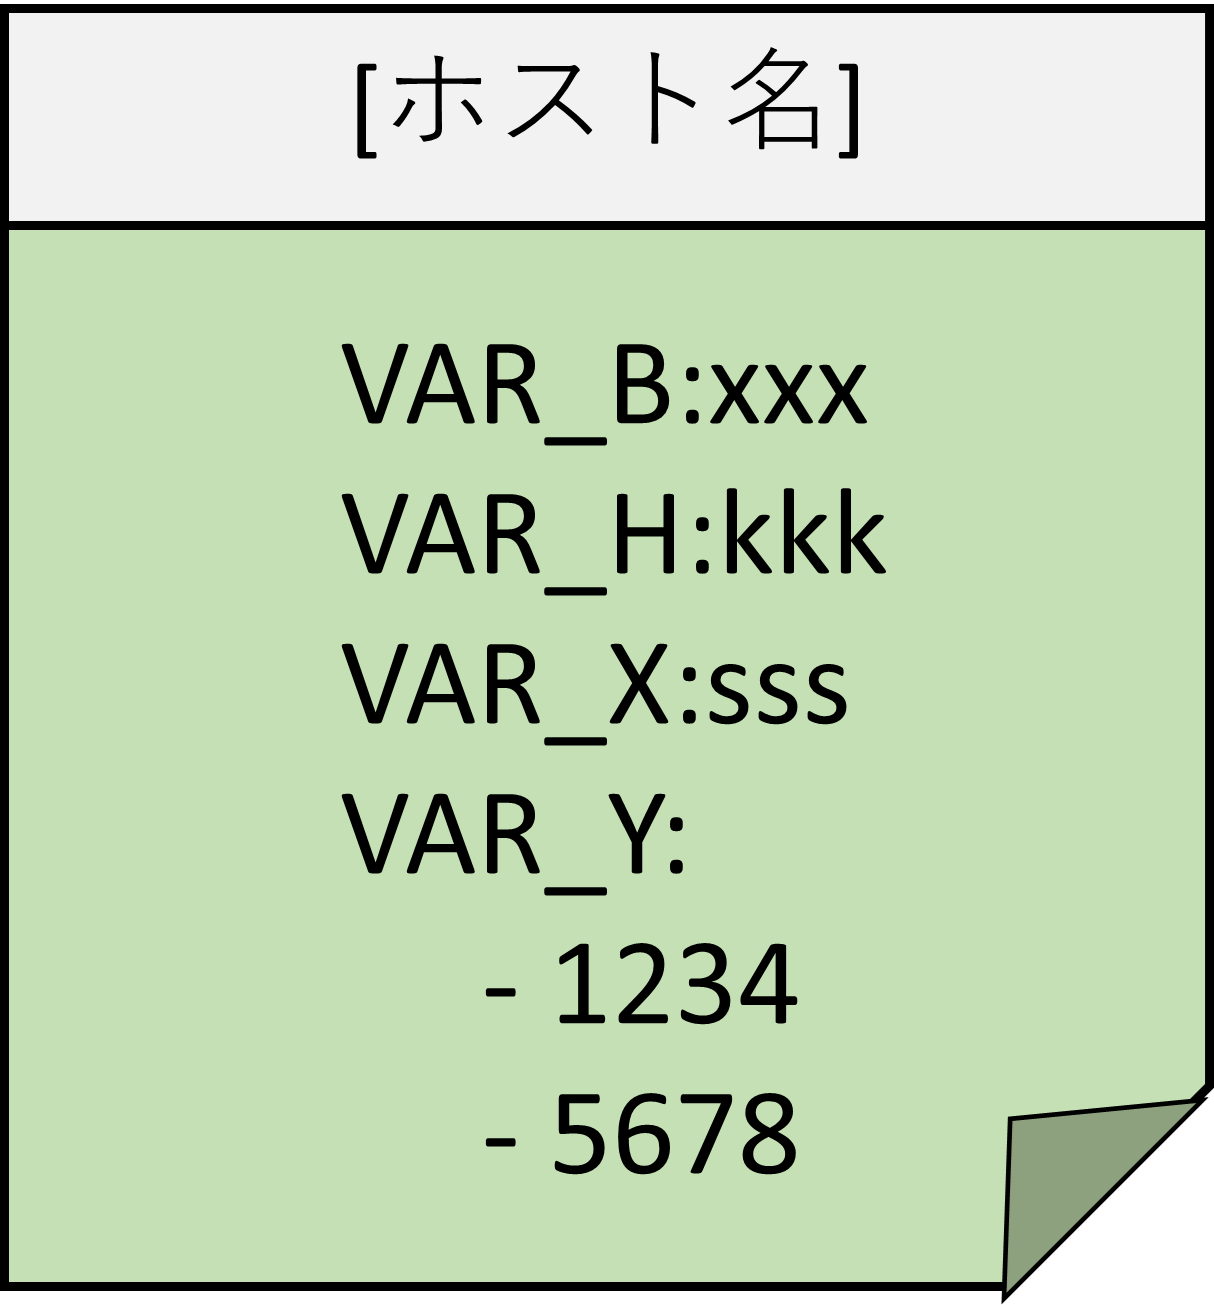 [ホスト名]
VAR_B:xxx
VAR_H:kkk
VAR_X:sss
VAR_Y:
- 1234
- 5678